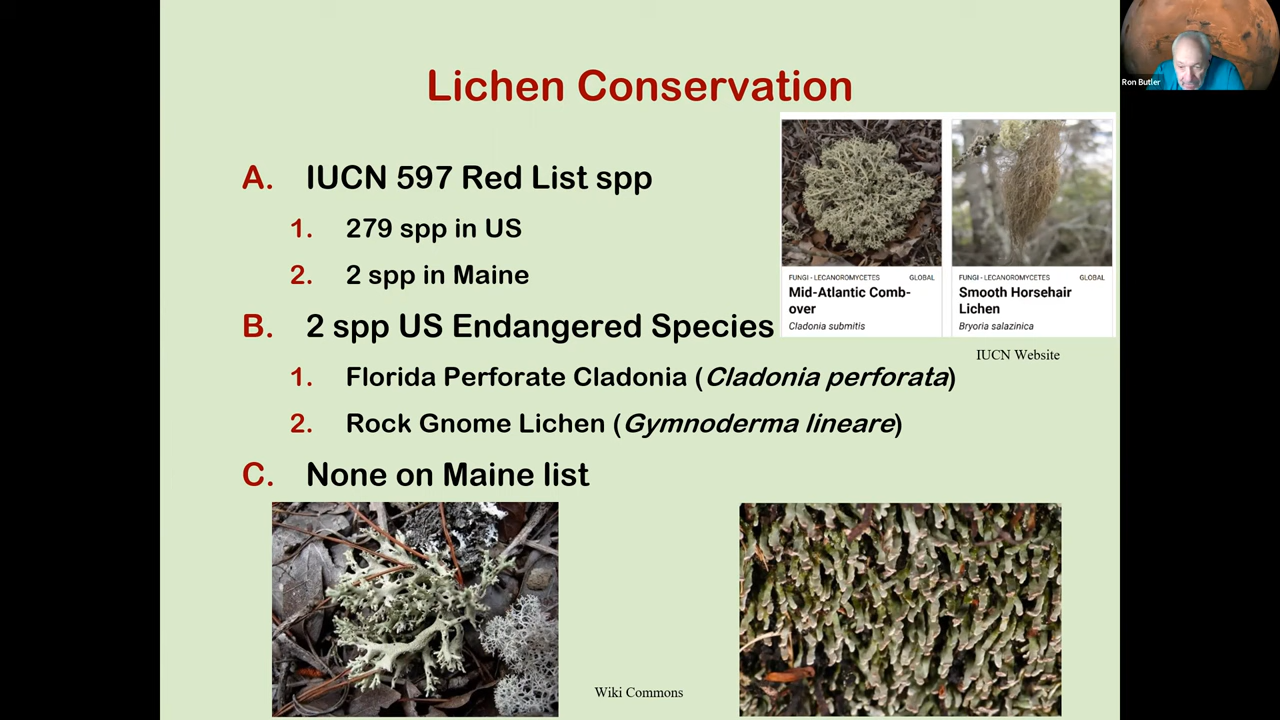 Lichen Conservation
Ron Butler
A. IUCN 597 Red List spp
1. 279 spp in US
2. 2 spp in Maine
FUNGI - LECANOROMYCETES GLOBAL
Mid-Atlantic Comb-
over
Cladonia submitis
FUNGI - LECANOROMYCETES GLOBAL
Smooth Horsehair
Lichen
Bryoria salazinica
IUCN Website
B. 2 spp US Endangered Species
1. Florida Perforate Cladonia (Cladonia perforata)
2. Rock Gnome Lichen (Gymnoderma lineare)
C. None on Maine list
Wiki Commons